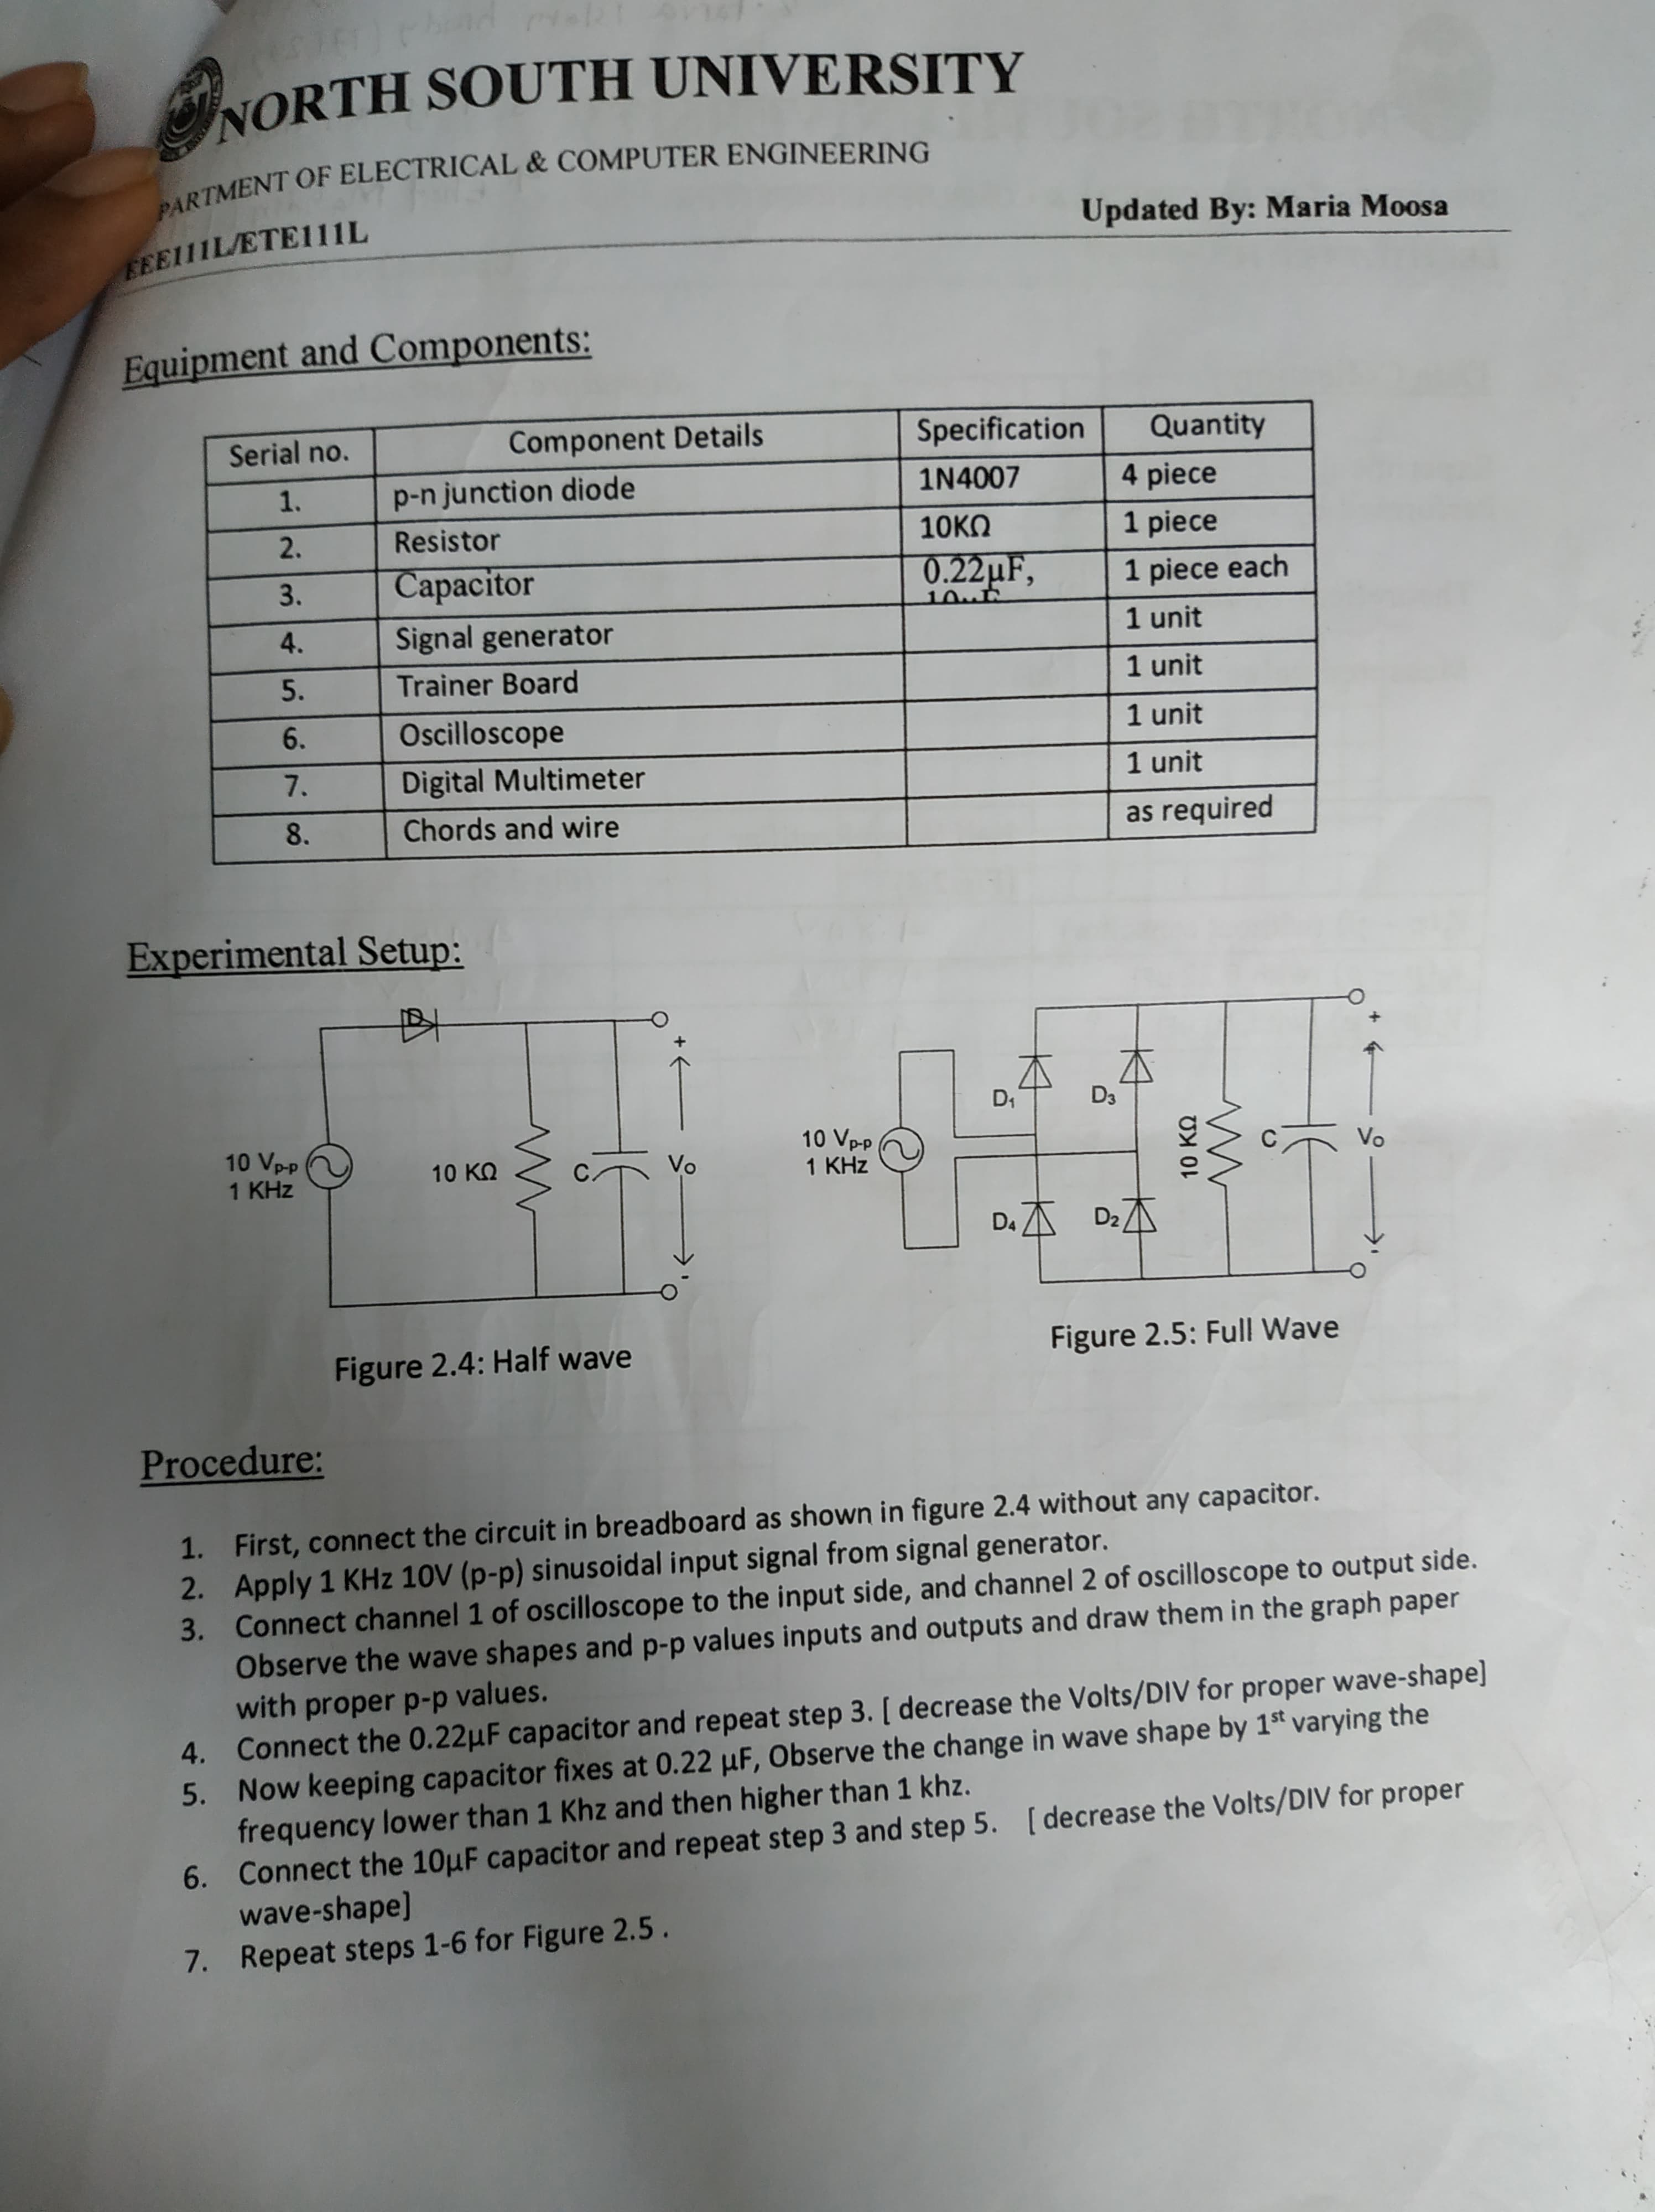 NORTH SOUTH UNIVERSITY
PARTMENT OF ELECTRICAL & COMPUTER ENGINEERING
EEE111L/ETE111L
Updated By: Maria Moosa
Equipment and Components:
Serial no. Component Details Specification Quantity
1. p-n junction diode 1N4007 4 piece
2. Resistor 10KΩ 1 piece
3. Capacitor 0.22µF, 1 piece each
4. Signal generator 1 unit
5. Trainer Board 1 unit
6. Oscilloscope 1 unit
7. Digital Multimeter 1 unit
8. Chords and wire as required
Experimental Setup:
D
+
10 Vp-p
1 KHz
10 KΩ
C
Vo
-
Figure 2.4: Half wave
+
D1
D3
10 Vp-p
1 KHz
10 KΩ
C
Vo
D4
D2
-
Figure 2.5: Full Wave
Procedure:
1. First, connect the circuit in breadboard as shown in figure 2.4 without any capacitor.
2. Apply 1 KHz 10V (p-p) sinusoidal input signal from signal generator.
3. Connect channel 1 of oscilloscope to the input side, and channel 2 of oscilloscope to output side.
Observe the wave shapes and p-p values inputs and outputs and draw them in the graph paper
with proper p-p values.
4. Connect the 0.22µF capacitor and repeat step 3. [ decrease the Volts/DIV for proper wave-shape]
5. Now keeping capacitor fixes at 0.22 µF, Observe the change in wave shape by 1st varying the
frequency lower than 1 Khz and then higher than 1 khz.
6. Connect the 10µF capacitor and repeat step 3 and step 5. [ decrease the Volts/DIV for proper
wave-shape]
7. Repeat steps 1-6 for Figure 2.5 .